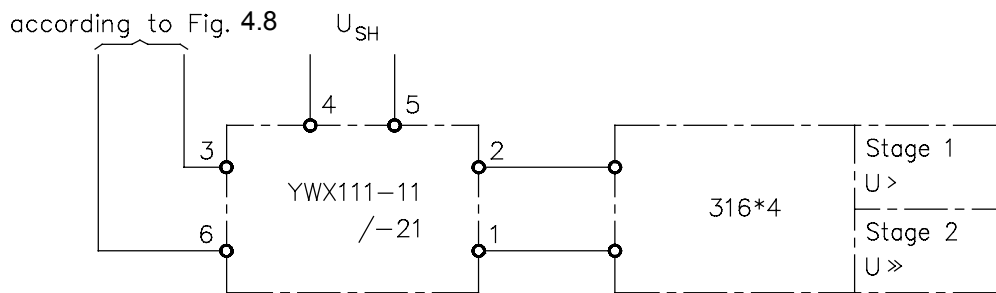 according to Fig. 4.8
U_SH
4
5
3
2
Stage 1
U>
YWX111-11
/-21
316*4
6
1
Stage 2
U≫